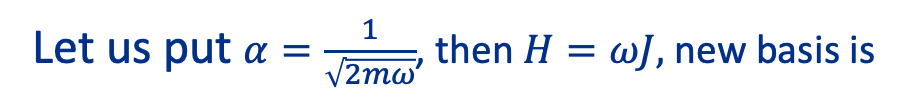 Let us put α = 1/√2mω, then H = ωJ, new basis is